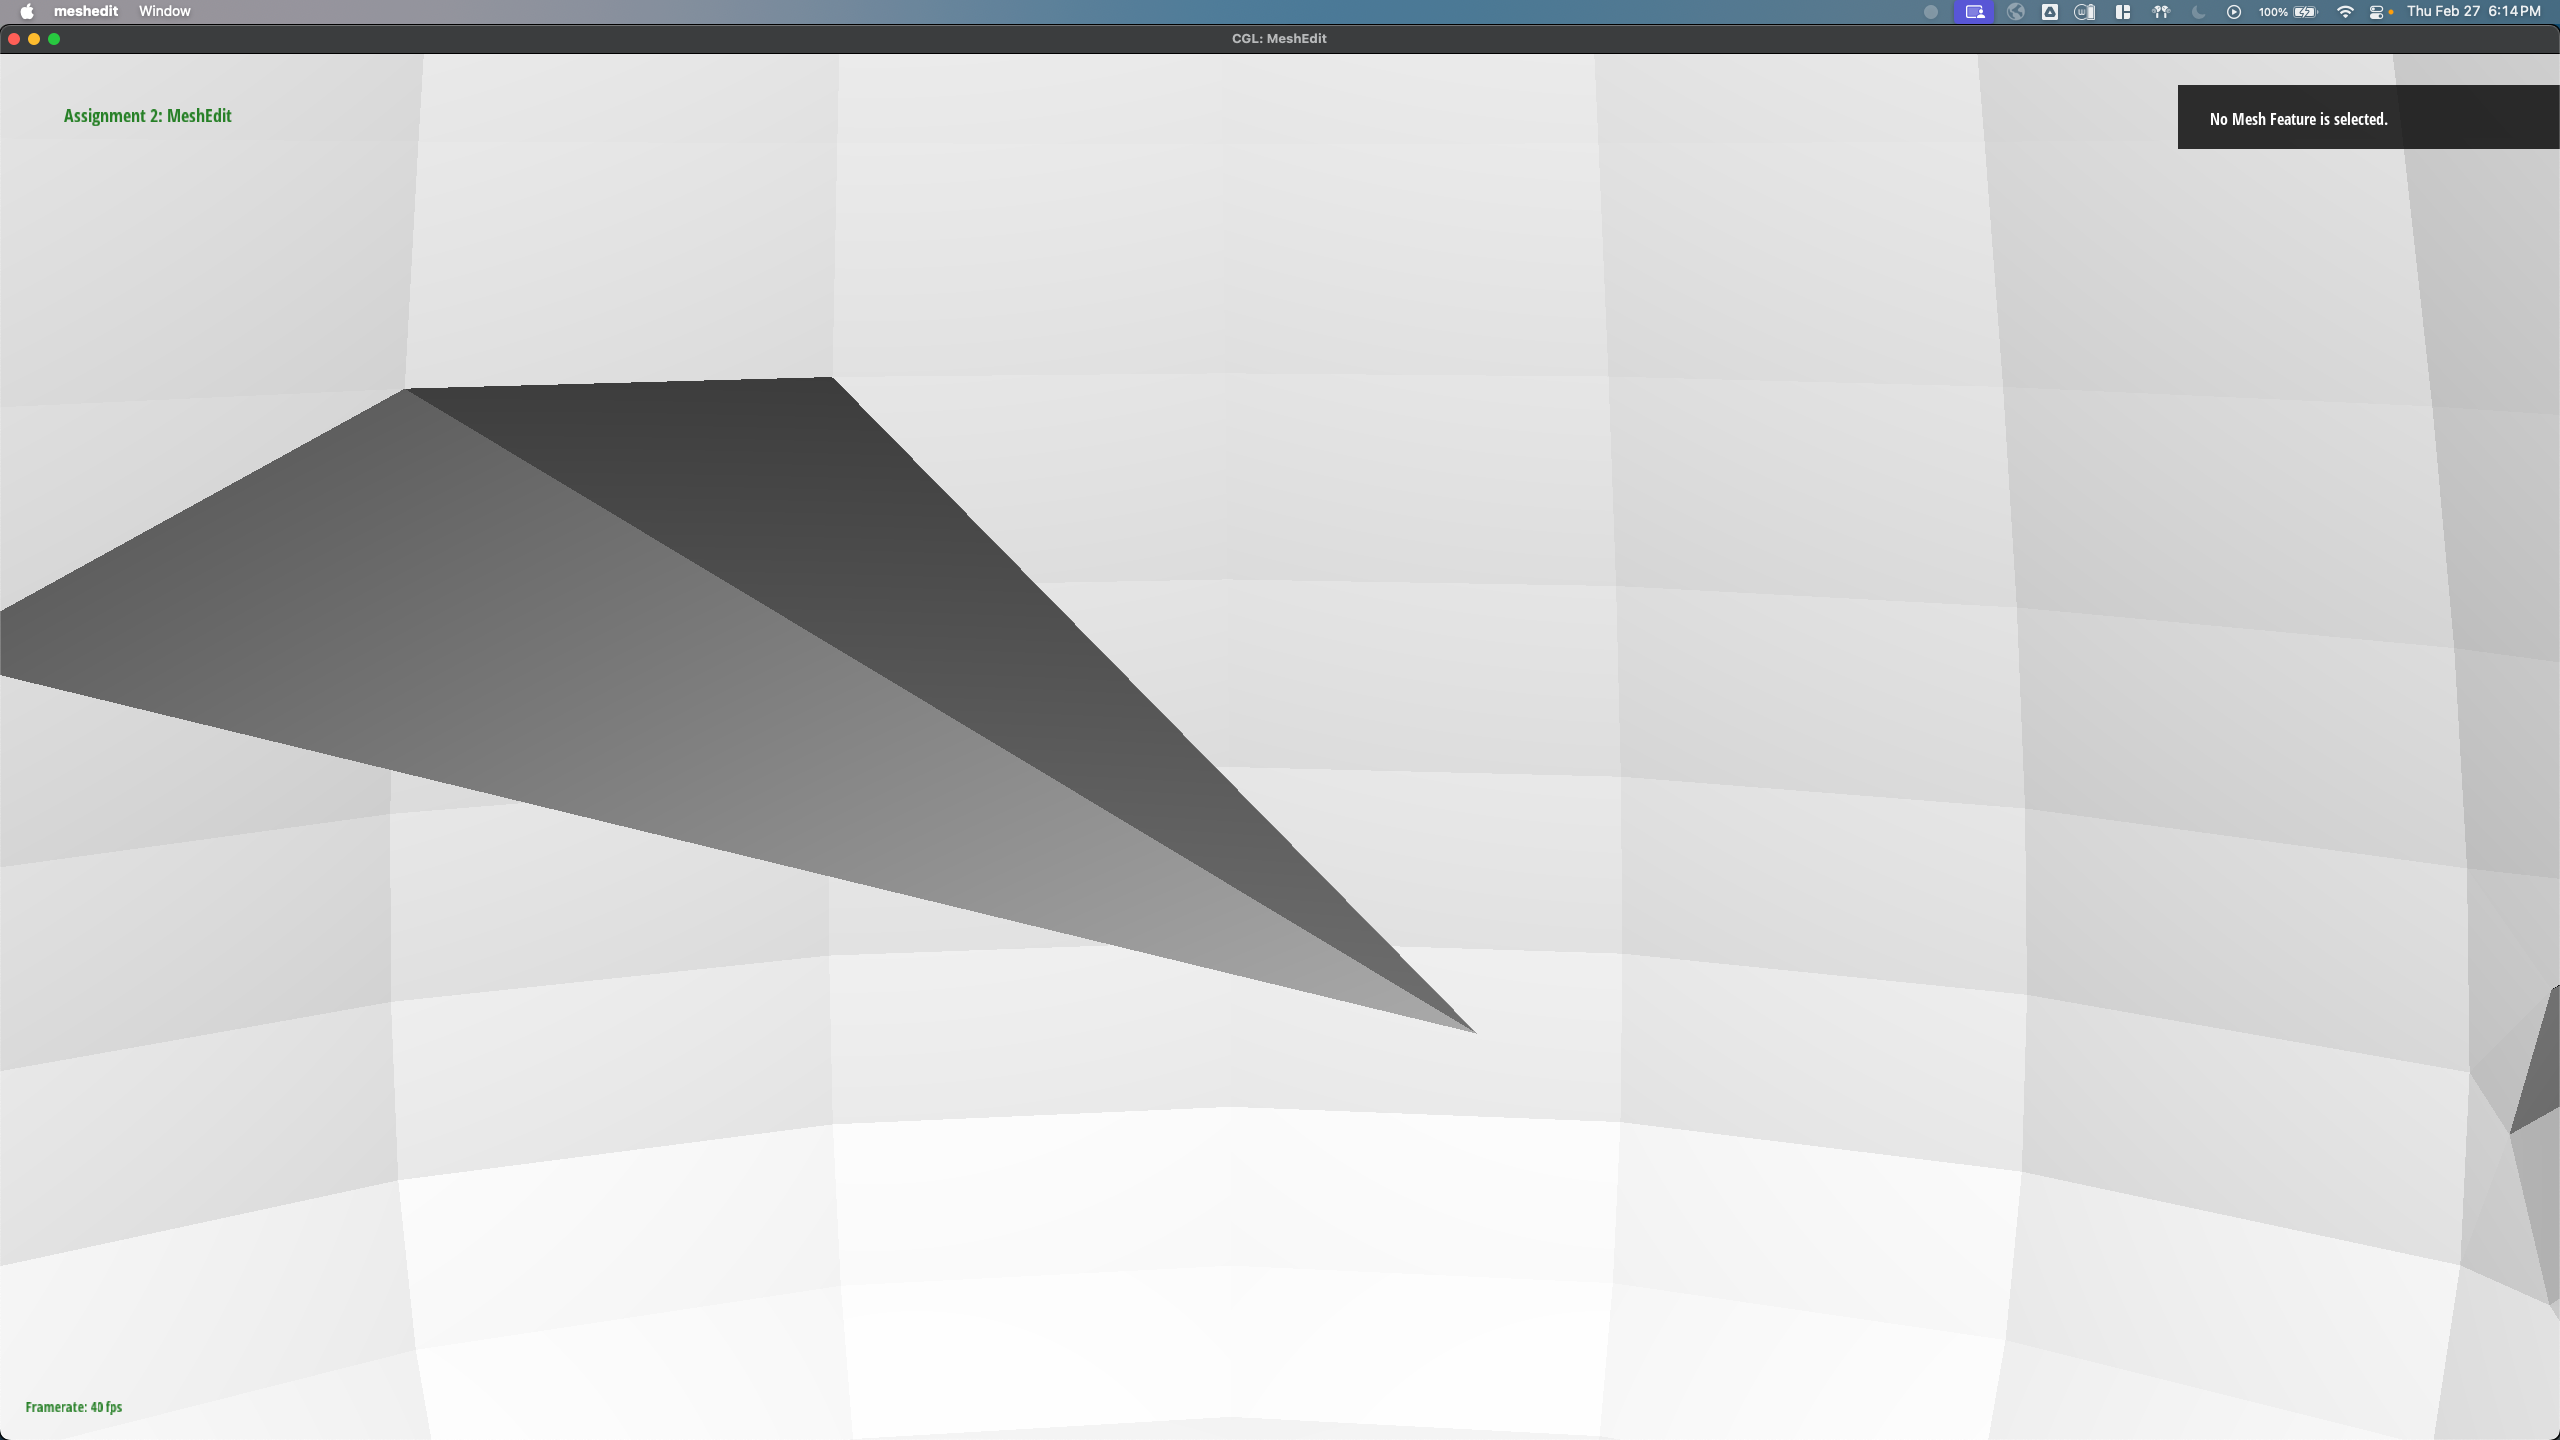 meshedit Window 100% Thu Feb 27 6:14 PM
CGL: MeshEdit
Assignment 2: MeshEdit
No Mesh Feature is selected.
Framerate: 40 fps